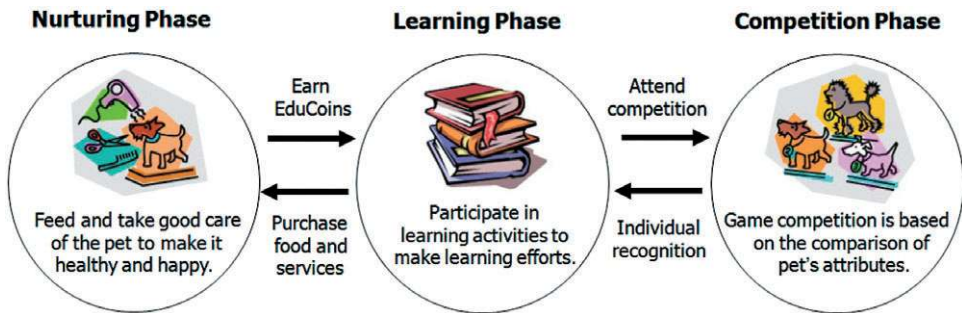 Nurturing Phase
Learning Phase
Competition Phase
Earn
EduCoins
Attend
competition
Feed and take good care
of the pet to make it
healthy and happy.
Purchase
food and
services
Participate in
learning activities to
make learning efforts.
Individual
recognition
Game competition is based
on the comparison of
pet's attributes.